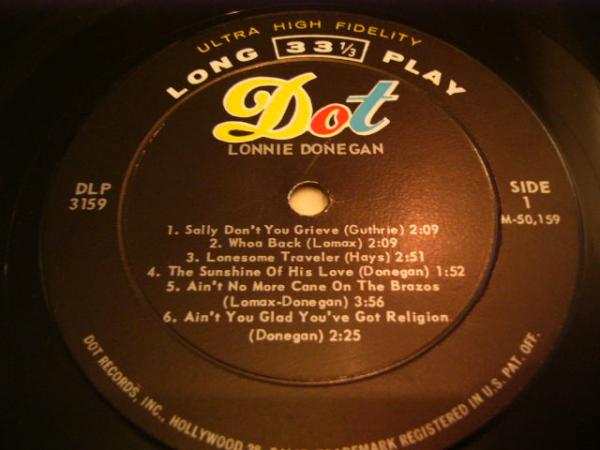 ULTRA HIGH FIDELITY
LONG 33 1/3 PLAY
Dot
LONNIE DONEGAN
DLP
3159
SIDE
1
M-50,159
1. Sally Don't You Grieve (Guthrie) 2:09
2. Whoa Back (Lomax) 2:09
3. Lonesome Traveler (Hays) 2:51
4. The Sunshine Of His Love (Donegan) 1:52
5. Ain't No More Cane On The Brazos
(Lomax-Donegan) 3:56
6. Ain't You Glad You've Got Religion
(Donegan) 2:25
DOT RECORDS, INC., HOLLYWOOD 28, CALIF. TRADEMARK REGISTERED IN U.S. PAT. OFF.